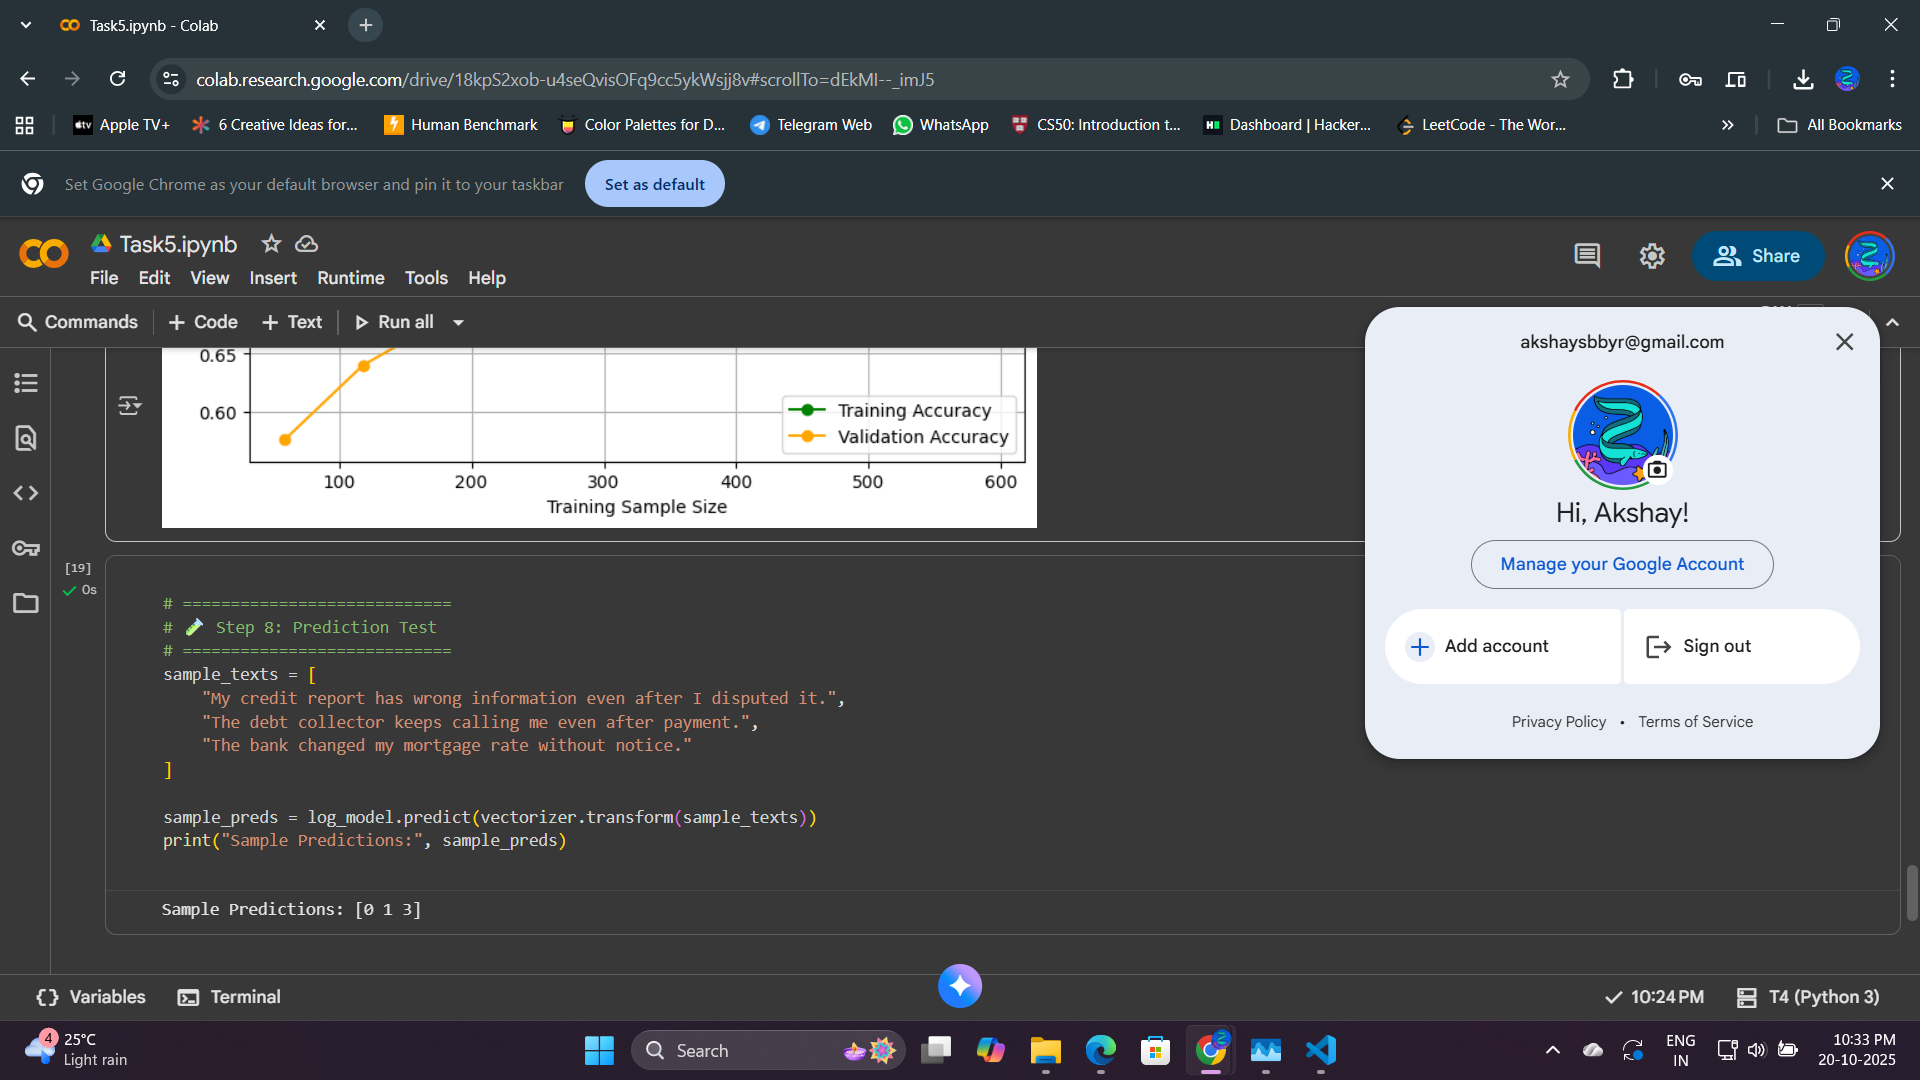 Task5.ipynb - Colab
colab.research.google.com/drive/18kpS2xob-u4seQvisOFq9cc5ykWsjj8v#scrollTo=dEkMI--_imJ5
Apple TV+
6 Creative Ideas for...
Human Benchmark
Color Palettes for D...
Telegram Web
WhatsApp
CS50: Introduction t...
Dashboard | Hacker...
LeetCode - The Wor...
All Bookmarks
Set Google Chrome as your default browser and pin it to your taskbar
Set as default
Task5.ipynb
File Edit View Insert Runtime Tools Help
Share
Commands + Code + Text Run all
0.65
0.60
Training Accuracy
Validation Accuracy
100 200 300 400 500 600
Training Sample Size
[19]
0s
# ============================
# 🧪 Step 8: Prediction Test
# ============================
sample_texts = [
"My credit report has wrong information even after I disputed it.",
"The debt collector keeps calling me even after payment.",
"The bank changed my mortgage rate without notice."
]
sample_preds = log_model.predict(vectorizer.transform(sample_texts))
print("Sample Predictions:", sample_preds)
Sample Predictions: [0 1 3]
akshaysbbyr@gmail.com
Hi, Akshay!
Manage your Google Account
Add account
Sign out
Privacy Policy • Terms of Service
Variables
Terminal
10:24 PM
T4 (Python 3)
4
25°C
Light rain
Search
ENG
IN
10:33 PM
20-10-2025